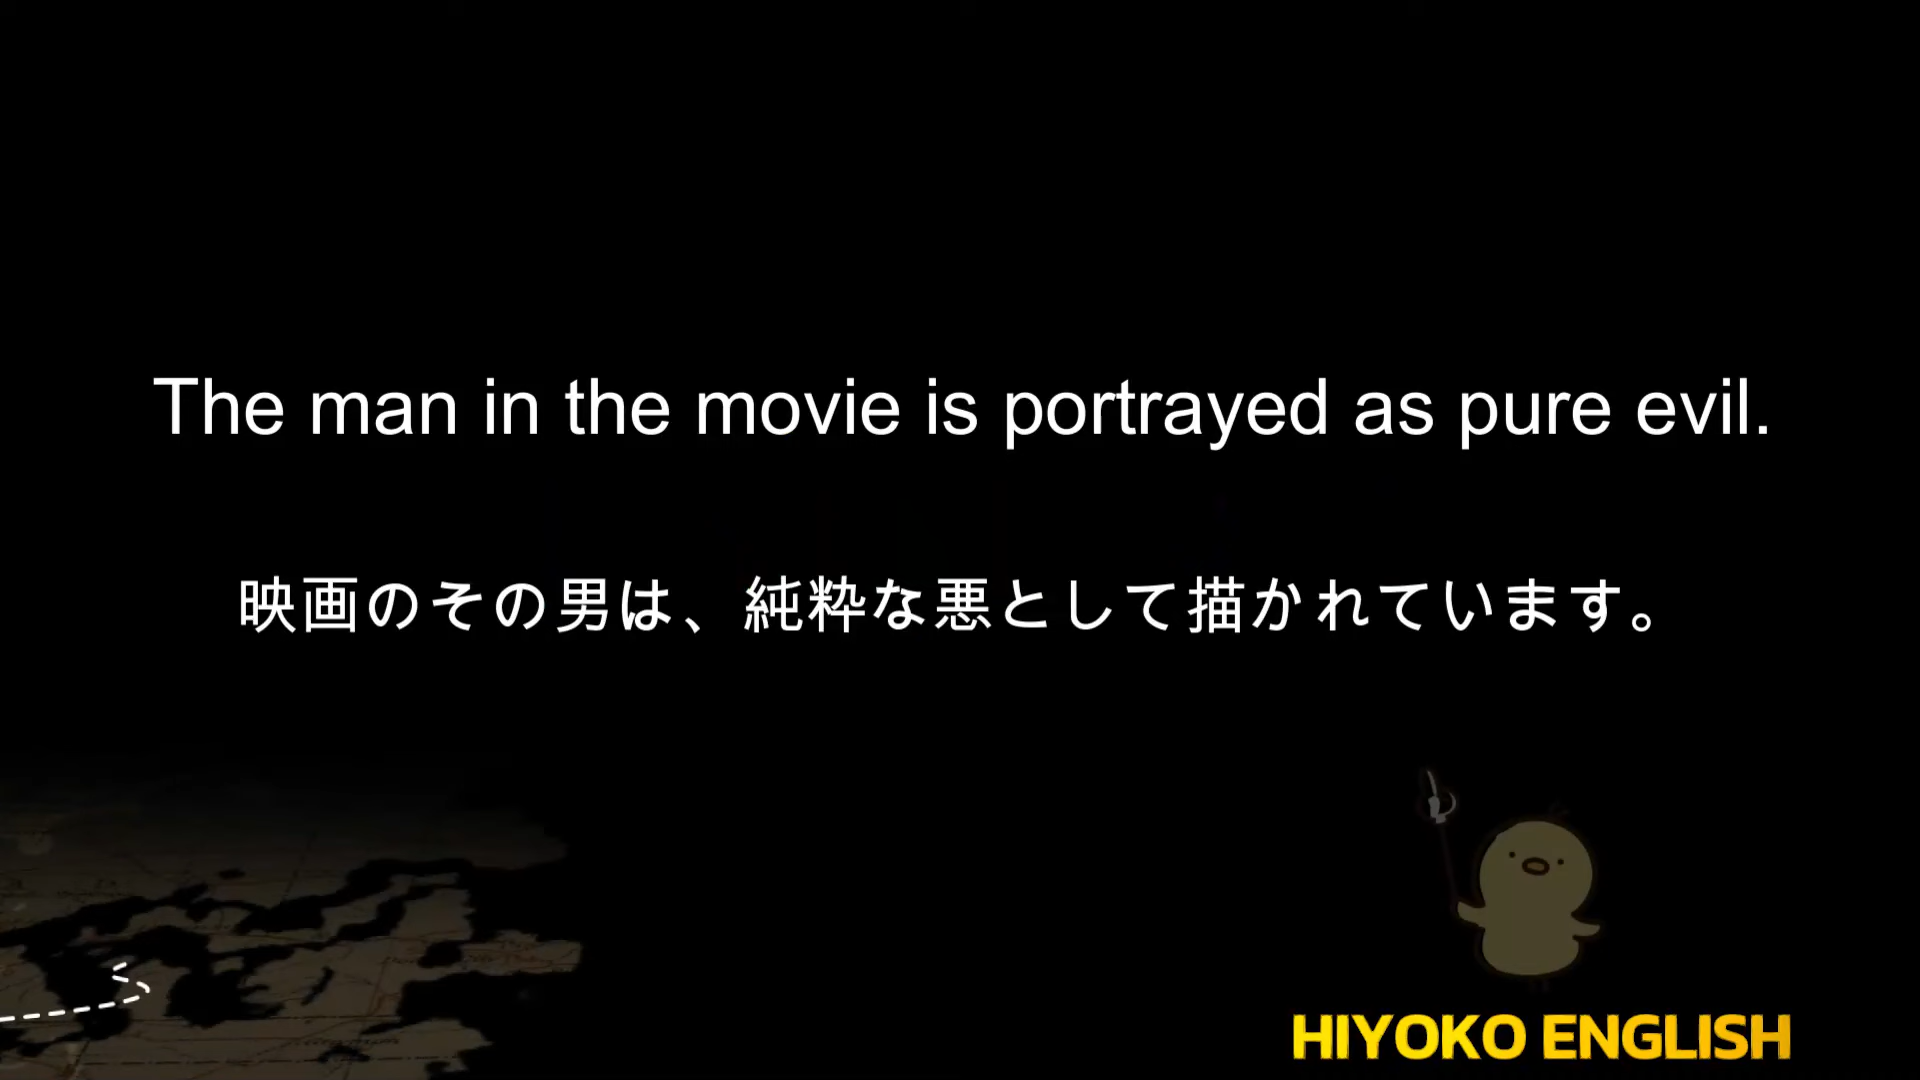 The man in the movie is portrayed as pure evil.
映画のその男は、純粋な悪として描かれています。
HIYOKO ENGLISH